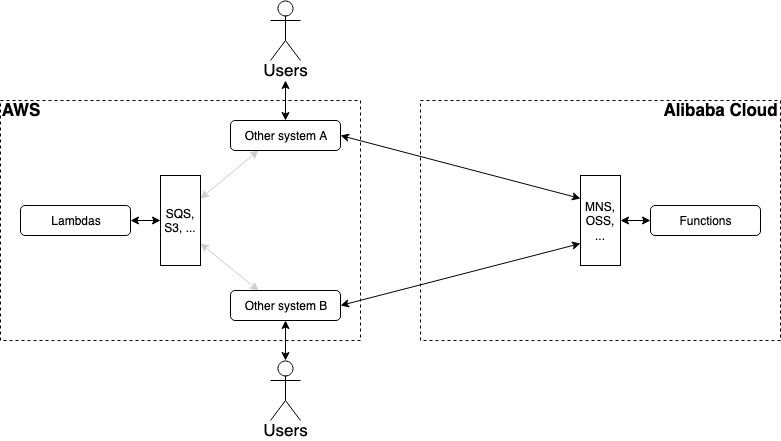 Users
AWS
Alibaba Cloud
Other system A
Lambdas
SQS,
S3, ...
MNS,
OSS,
...
Functions
Other system B
Users